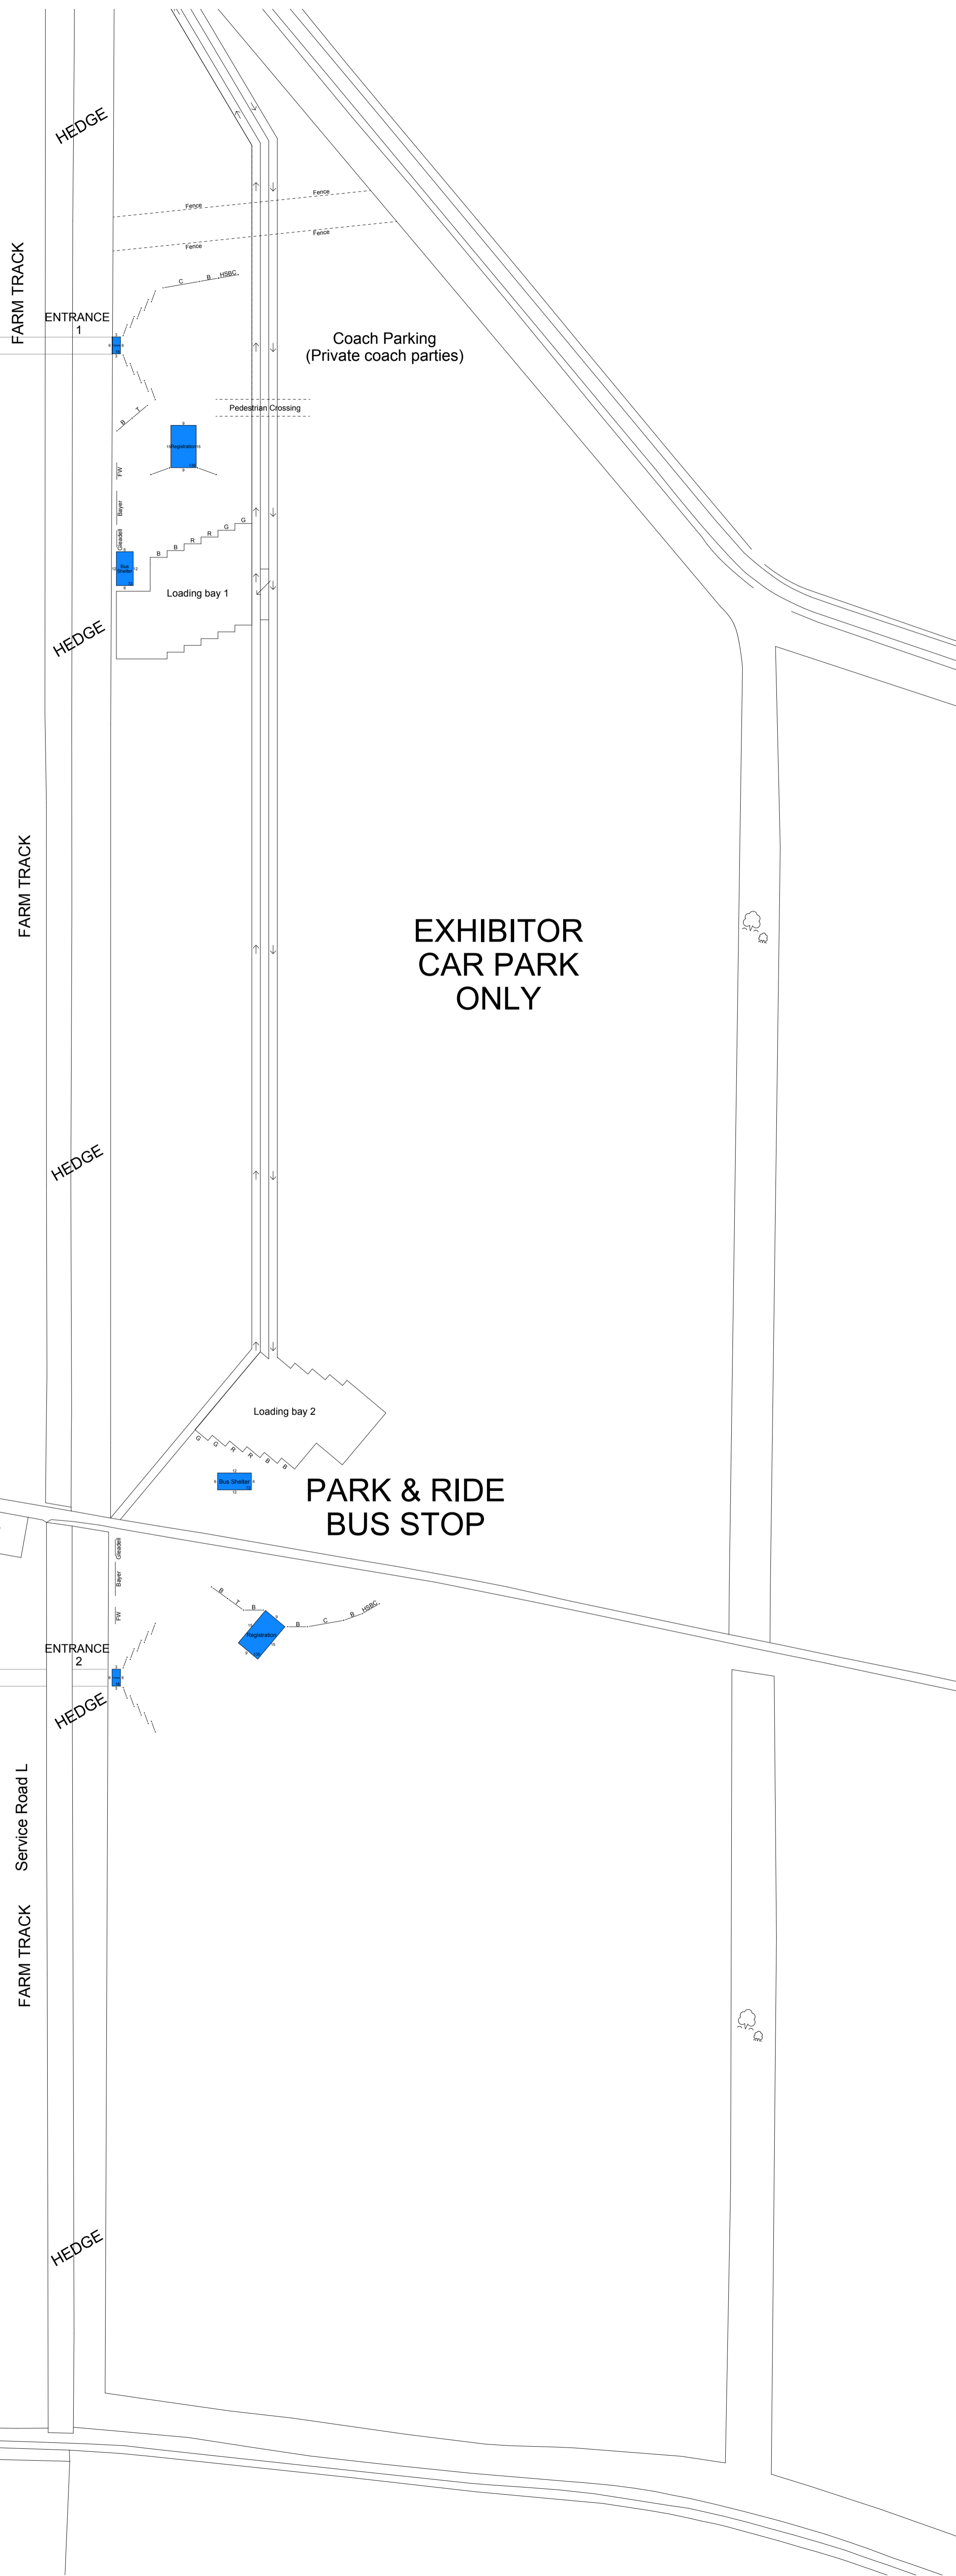 HEDGE
Fence
Fence
Fence
Fence
FARM TRACK
C
B
HSBC
ENTRANCE
1
Coach Parking
(Private coach parties)
Pedestrian Crossing
B
T
Registration
FW
Bayer
Gleadell
G
G
R
R
B
B
Bus
Shelter
Loading bay 1
HEDGE
FARM TRACK
EXHIBITOR
CAR PARK
ONLY
HEDGE
Loading bay 2
G
G
R
R
B
B
Bus Shelter
PARK & RIDE
BUS STOP
Gleadell
Bayer
FW
B
T
B
Registration
B
C
B
HSBC
ENTRANCE
2
HEDGE
Service Road L
FARM TRACK
HEDGE